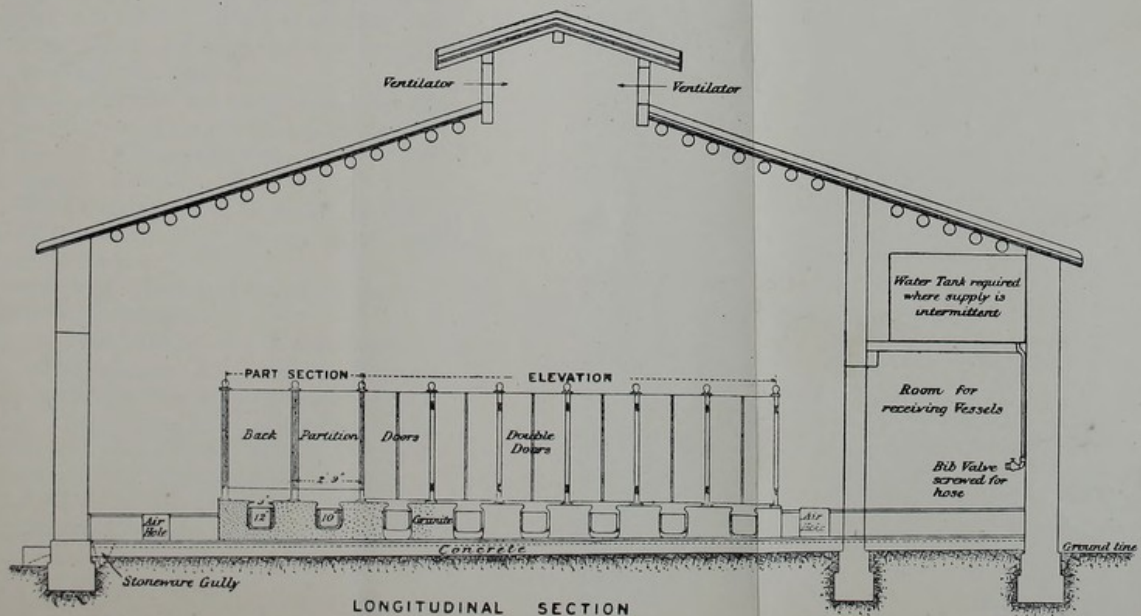 Ventilator
Ventilator
Water Tank required
where supply is
intermittent
PART SECTION
ELEVATION
Room for
receiving Vessels
Back
Partition
Doors
Double
Doors
2' 9"
Bib Valve
screwed for
hose
12
10
Granite
Air
Hole
Air
Hole
Concrete
Ground line
Stoneware Gully
LONGITUDINAL SECTION